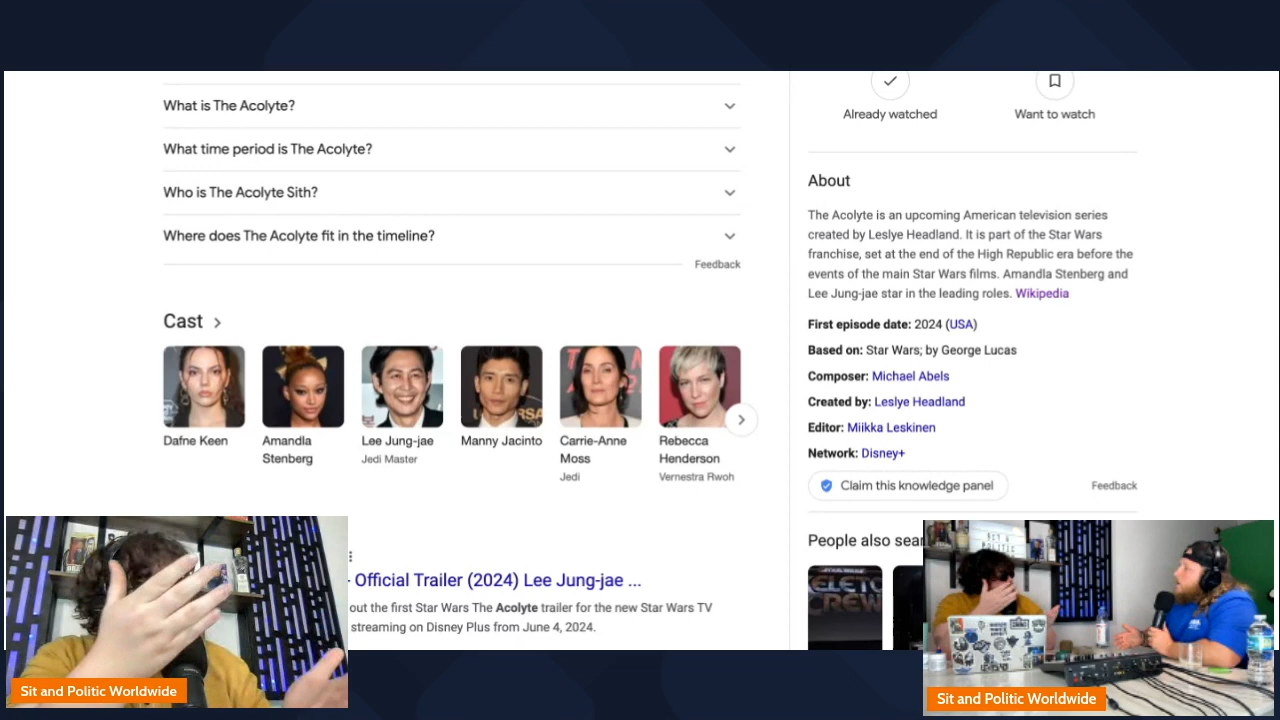 What is The Acolyte?
What time period is The Acolyte?
Who is The Acolyte Sith?
Where does The Acolyte fit in the timeline?
Feedback
Cast
Dafne Keen
Amandla
Stenberg
Lee Jung-jae
Jedi Master
Manny Jacinto
Carrie-Anne
Moss
Jedi
Rebecca
Henderson
Vernestra Rwoh
- Official Trailer (2024) Lee Jung-jae ...
out the first Star Wars The Acolyte trailer for the new Star Wars TV
streaming on Disney Plus from June 4, 2024.
Already watched
Want to watch
About
The Acolyte is an upcoming American television series
created by Leslye Headland. It is part of the Star Wars
franchise, set at the end of the High Republic era before the
events of the main Star Wars films. Amandla Stenberg and
Lee Jung-jae star in the leading roles. Wikipedia
First episode date: 2024 (USA)
Based on: Star Wars; by George Lucas
Composer: Michael Abels
Created by: Leslye Headland
Editor: Miikka Leskinen
Network: Disney+
Claim this knowledge panel
Feedback
People also sear
STAR WARS
CREW
Sit and Politic Worldwide
Sit and Politic Worldwide